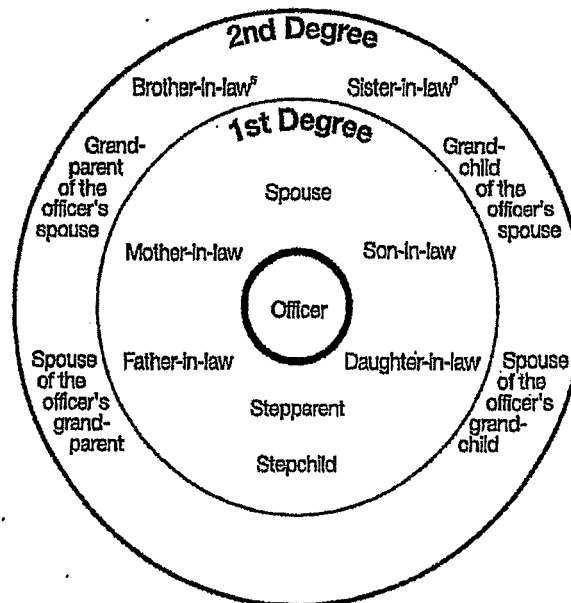 2nd Degree
Brother-in-law⁵ Sister-in-law⁶
1st Degree
Grand-
parent
of the
officer's
spouse
Grand-
child
of the
officer's
spouse
Spouse
Mother-in-law Son-in-law
Officer
Father-in-law Daughter-in-law
Spouse
of the
officer's
grand-
parent
Spouse
of the
officer's
grand-
child
Stepparent
Stepchild